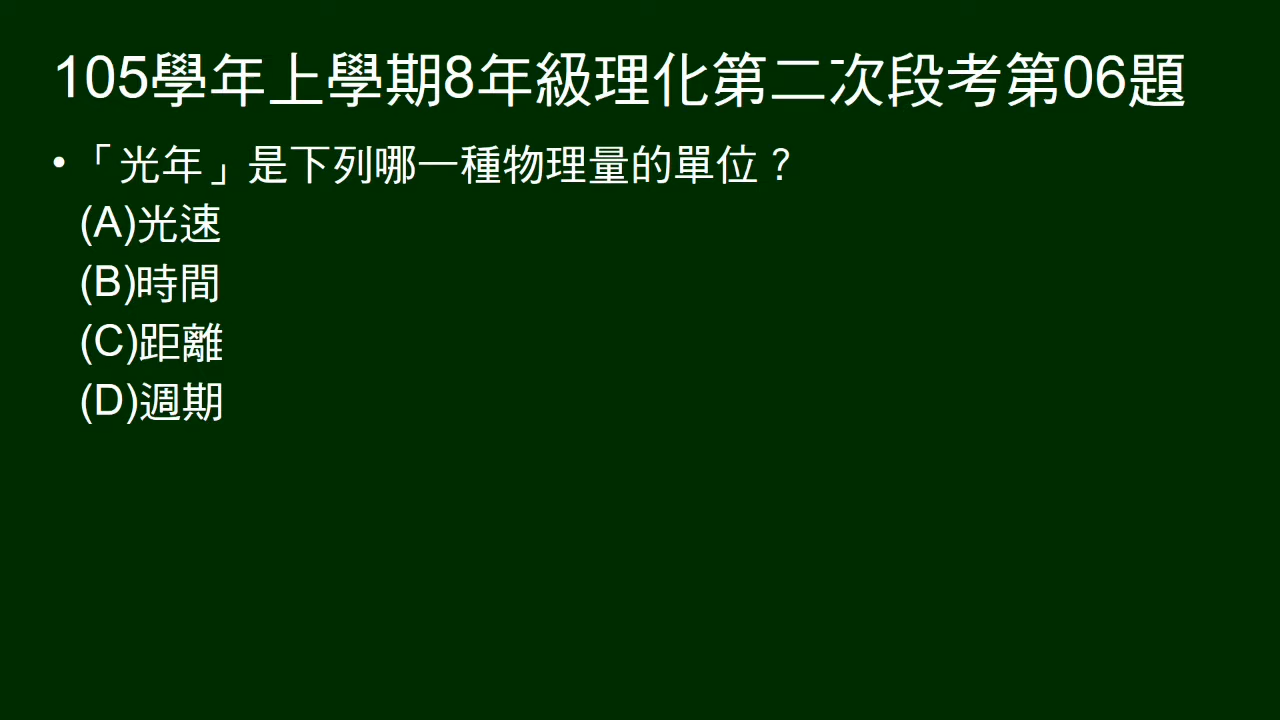 105學年上學期8年級理化第二次段考第06題
•「光年」是下列哪一種物理量的單位？
(A)光速
(B)時間
(C)距離
(D)週期